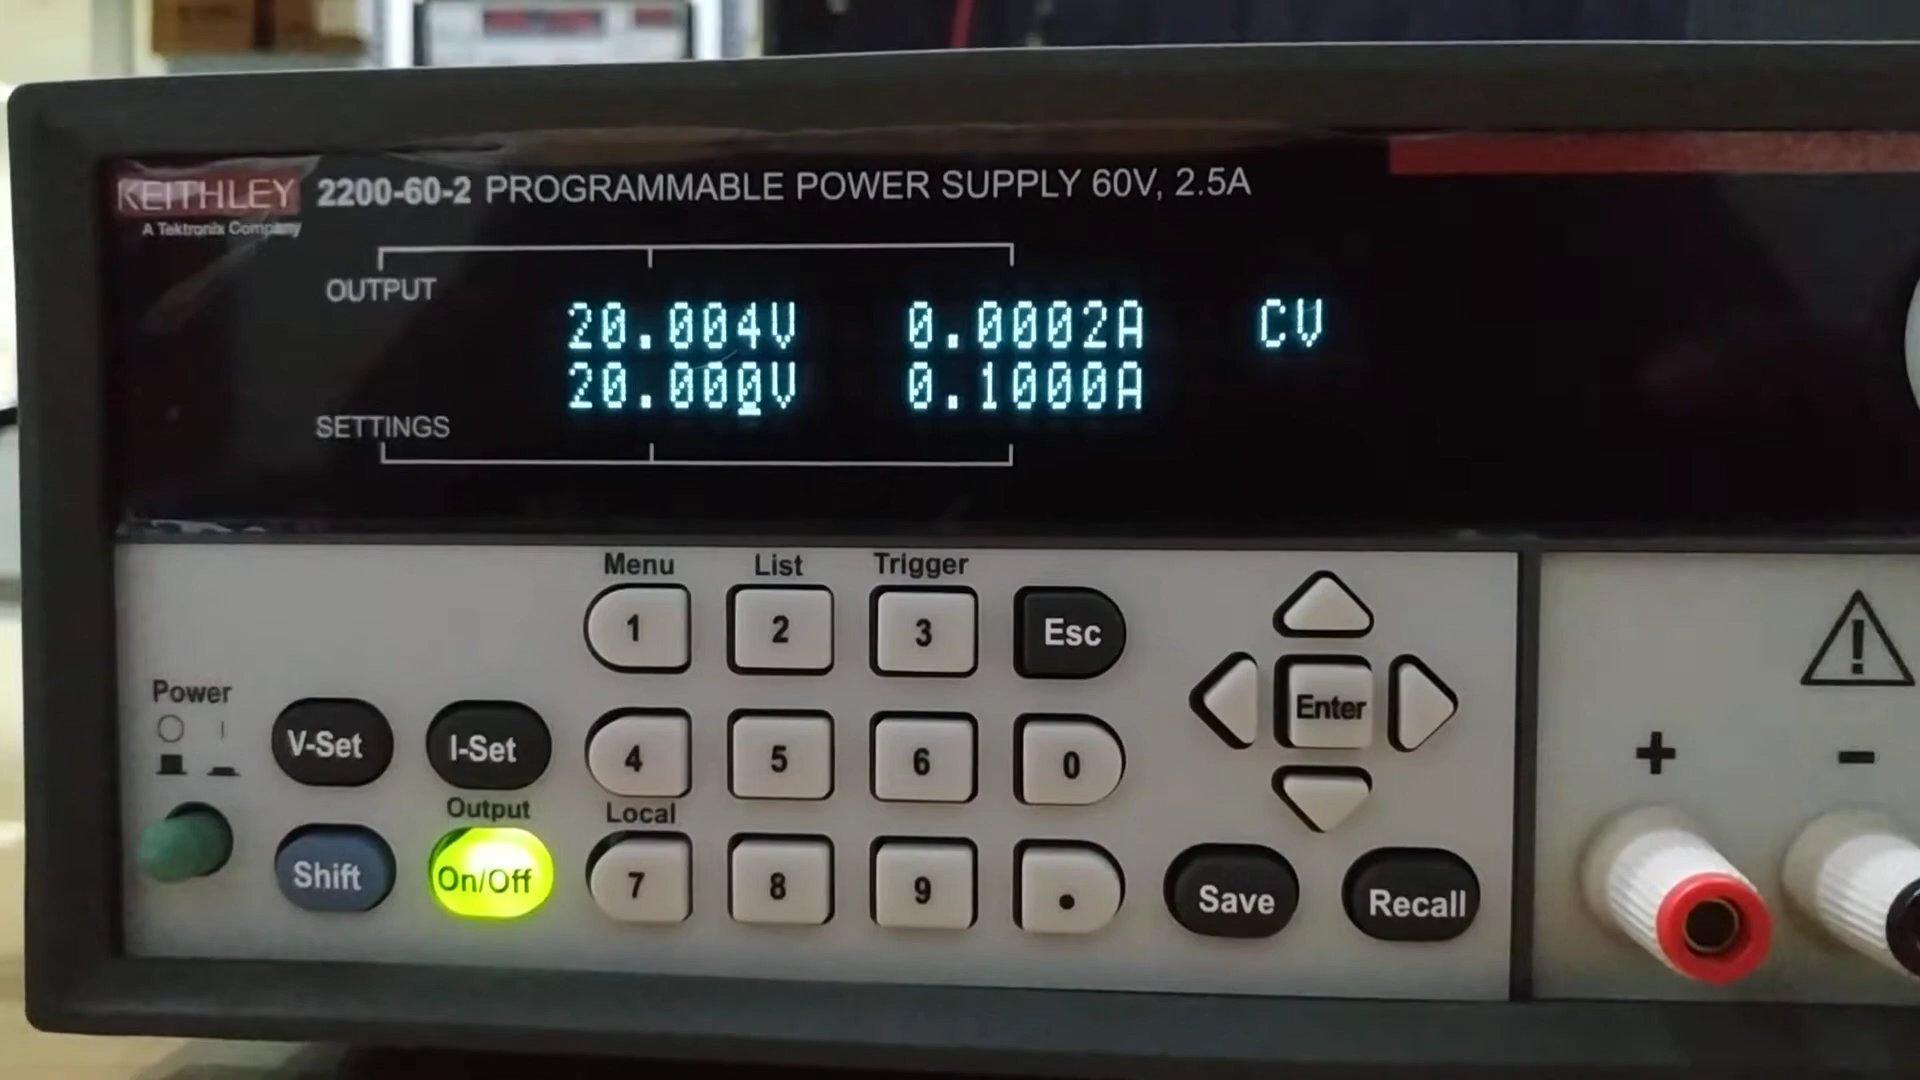 KEITHLEY 2200-60-2 PROGRAMMABLE POWER SUPPLY 60V, 2.5A
A Tektronix Company
OUTPUT
20.004V 0.0002A CV
20.000V 0.1000A
SETTINGS
Menu List Trigger
1 2 3 Esc
Power
V-Set I-Set 4 5 6 0 Enter
+ -
Output Local
Shift On/Off 7 8 9 . Save Recall